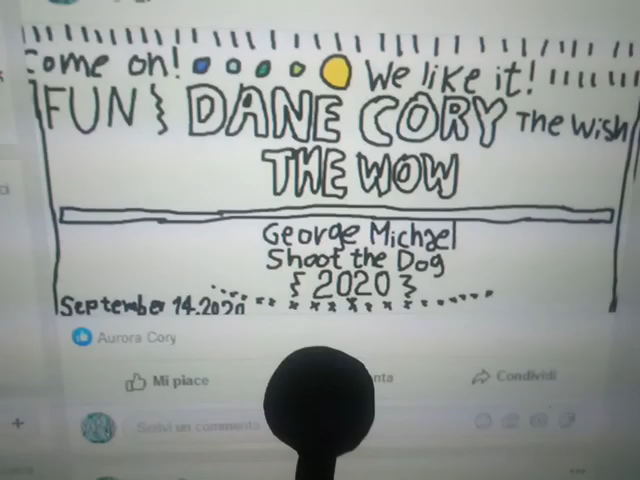 come on! We like it!
FUN DANE CORY The Wish
THE WOW
George Michael
Shoot the Dog
{ 2020 }
September 14.2020
Aurora Cory
Mi piace nta Condividi
Scrivi un commento